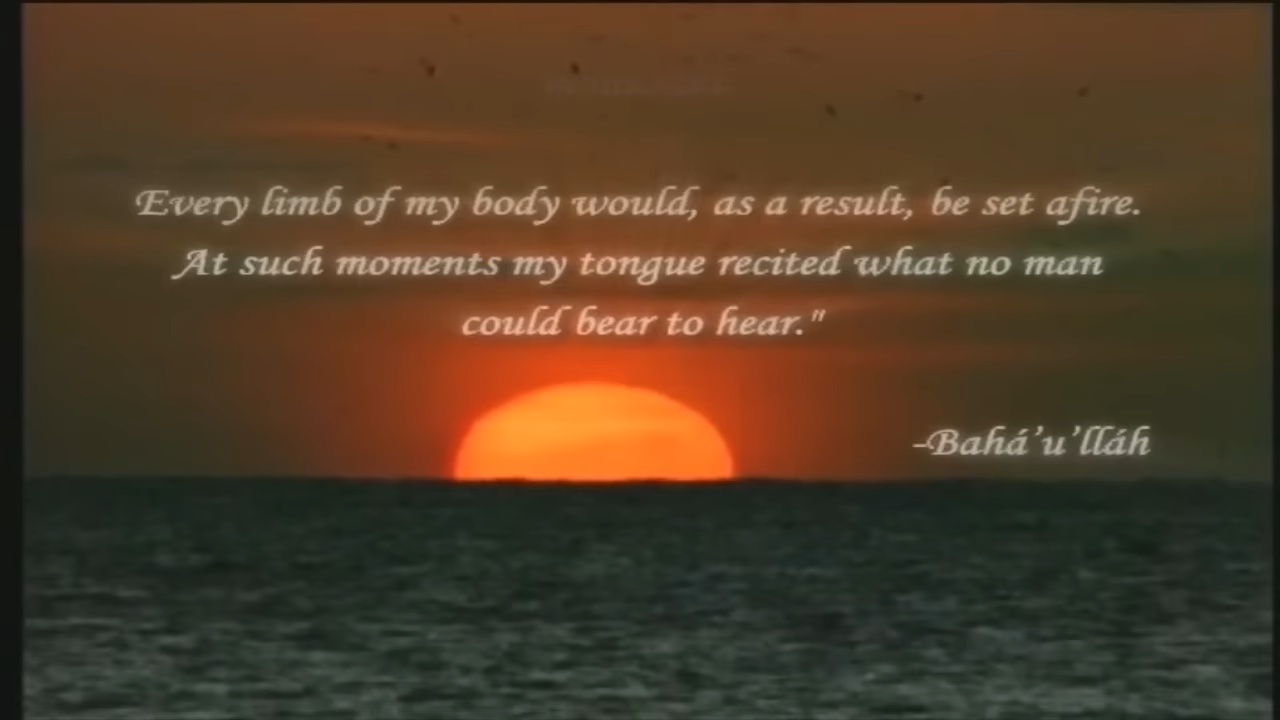 Every limb of my body would, as a result, be set afire.
At such moments my tongue recited what no man
could bear to hear."
-Bahá’u’lláh